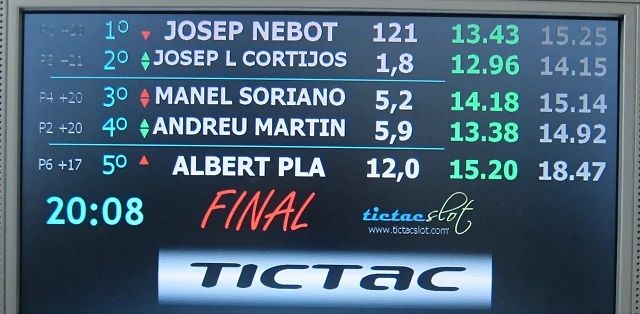 1º JOSEP NEBOT 121 13.43 15.25
2º JOSEP L CORTIJOS 1,8 12.96 14.15
P4 +20 3º MANEL SORIANO 5,2 14.18 15.14
P2 +20 4º ANDREU MARTIN 5,9 13.38 14.92
P6 +17 5º ALBERT PLA 12,0 15.20 18.47
20:08 FINAL tictacslot
www.tictacslot.com
TICTAC